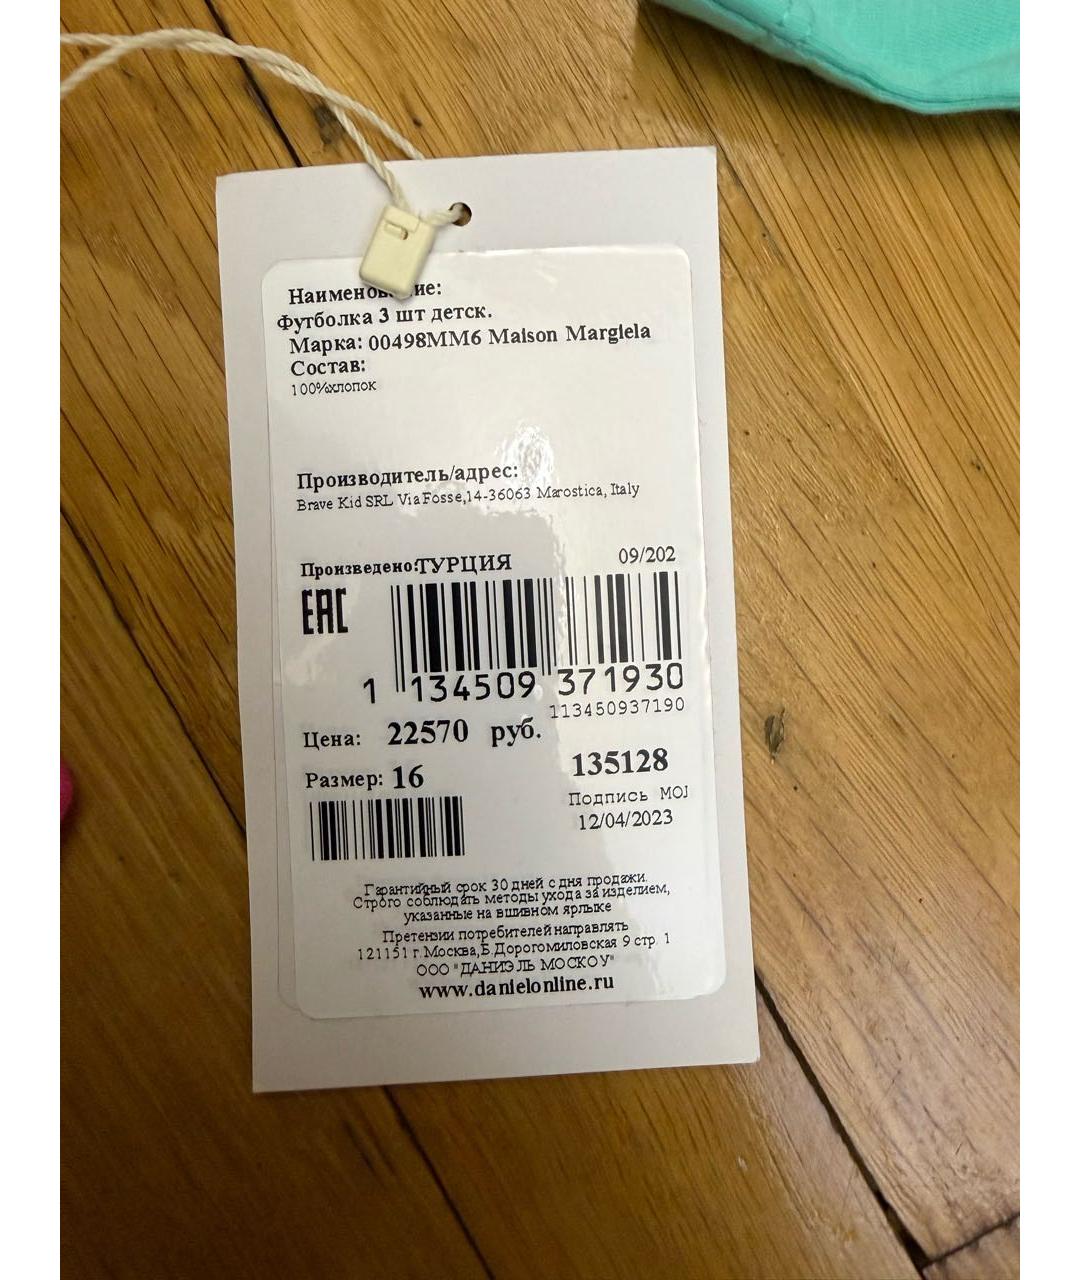 Футболка 3 шт детск.
Марка: 00498MM6 Maison Margiela
Состав:
100%хлопок
Производитель/адрес:
Brave Kid SRL Via Fosse,14-36063 Marostica, Italy
Произведено:ТУРЦИЯ 09/202
EAC
1 134509 371930
113450937190
Цена: 22570 руб.
135128
Размер: 16
Подпись MOJ
12/04/2023
Гарантийный срок 30 дней с дня продажи.
Строго соблюдать методы ухода за изделием,
указанные на вшивном ярлыке
Претензии потребителей направлять
121151 г.Москва,Б.Дорогомиловская 9 стр. 1
ООО "ДАНИЭЛЬ МОСКОУ"
www.danielonline.ru